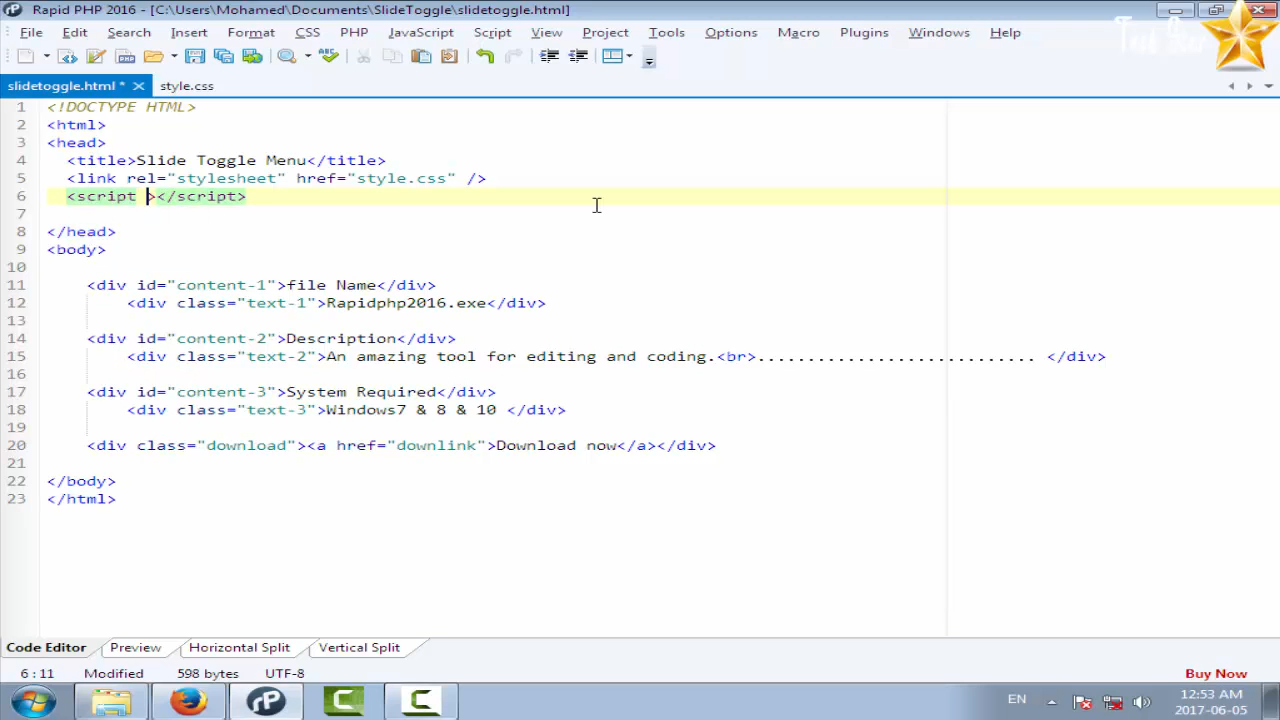 Rapid PHP 2016 - [C:\Users\Mohamed\Documents\SlideToggle\slidetoggle.html]
File Edit Search Insert Format CSS PHP JavaScript Script View Project Tools Options Macro Plugins Windows Help
slidetoggle.html * style.css
1 <!DOCTYPE HTML>
2 <html>
3 <head>
4 <title>Slide Toggle Menu</title>
5 <link rel="stylesheet" href="style.css" />
6 <script ></script>
7
8 </head>
9 <body>
10
11 <div id="content-1">file Name</div>
12 <div class="text-1">Rapidphp2016.exe</div>
13
14 <div id="content-2">Description</div>
15 <div class="text-2">An amazing tool for editing and coding.<br>............................ </div>
16
17 <div id="content-3">System Required</div>
18 <div class="text-3">Windows7 & 8 & 10 </div>
19
20 <div class="download"><a href="downlink">Download now</a></div>
21
22 </body>
23 </html>
Code Editor Preview Horizontal Split Vertical Split
6 : 11 Modified 598 bytes UTF-8 Buy Now
EN 12:53 AM
2017-06-05